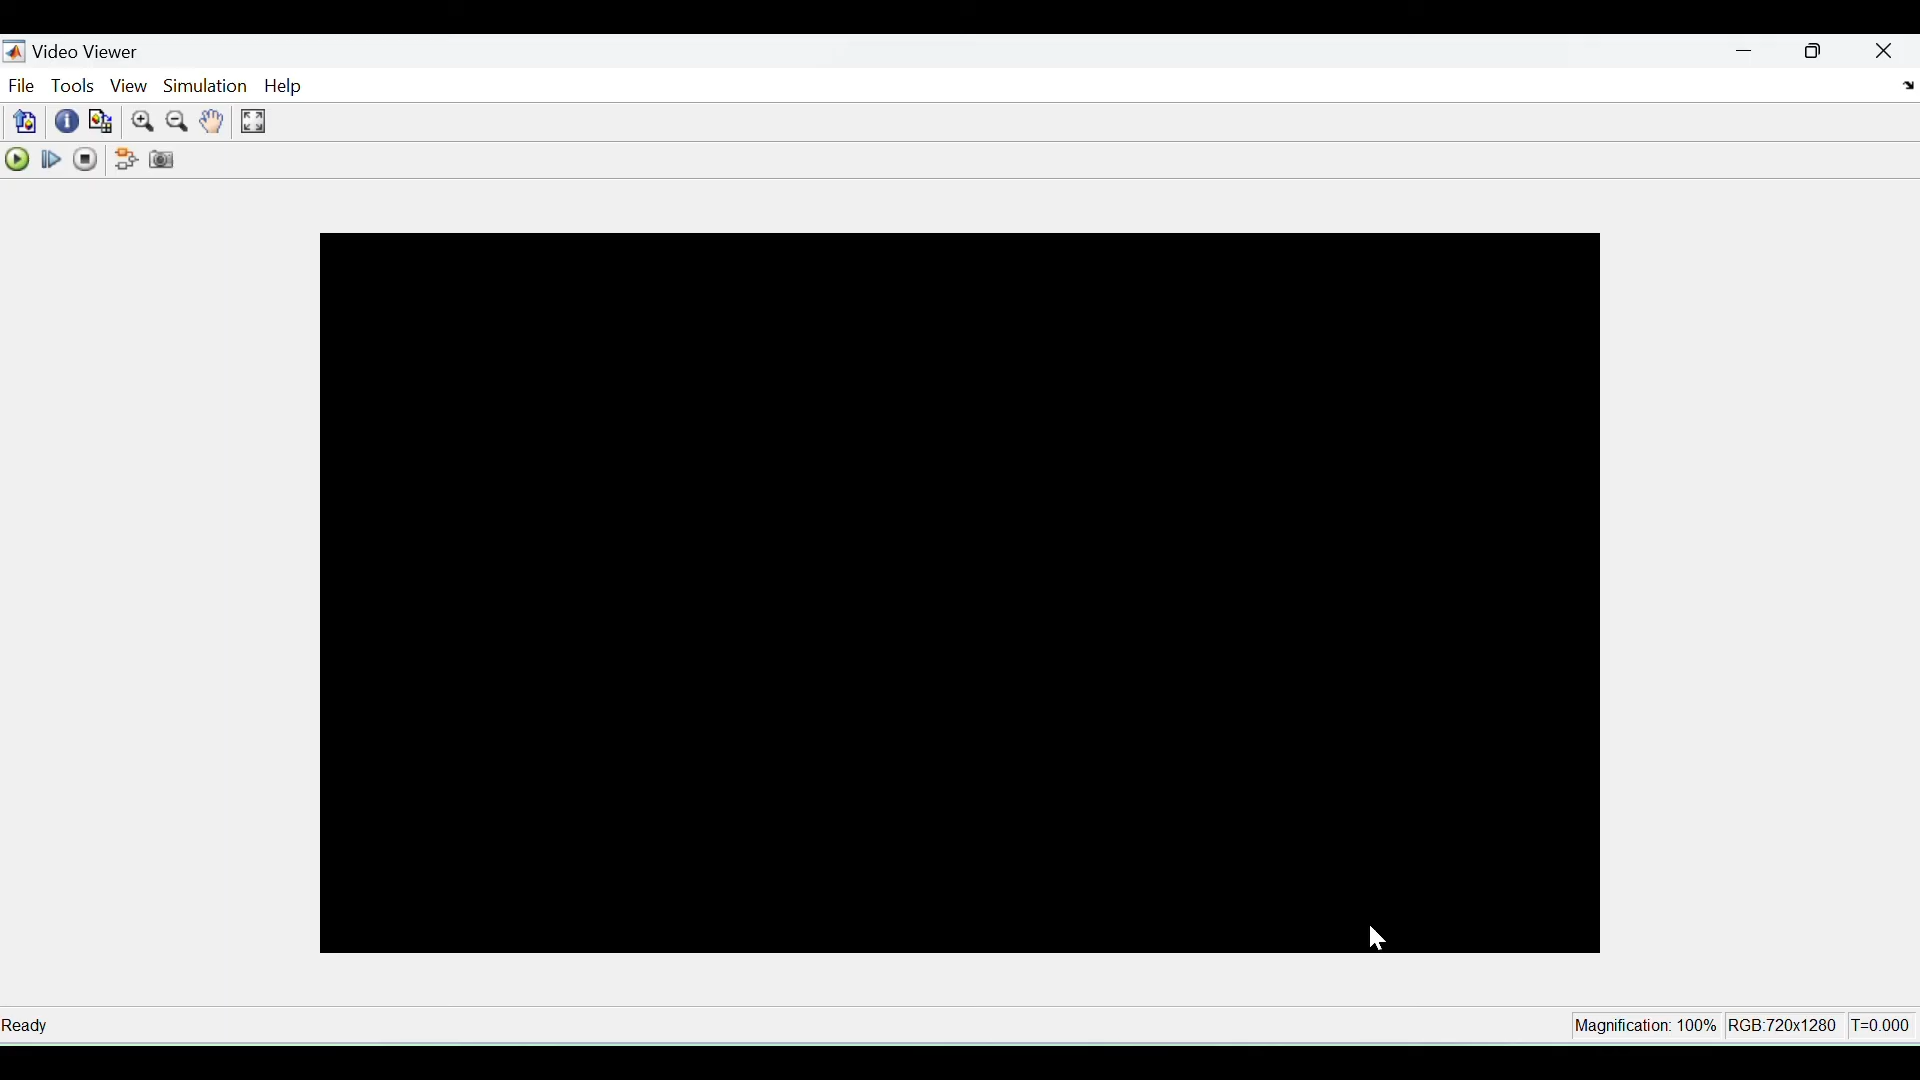 Video Viewer
File Tools View Simulation Help
Ready
Magnification: 100% RGB:720x1280 T=0.000